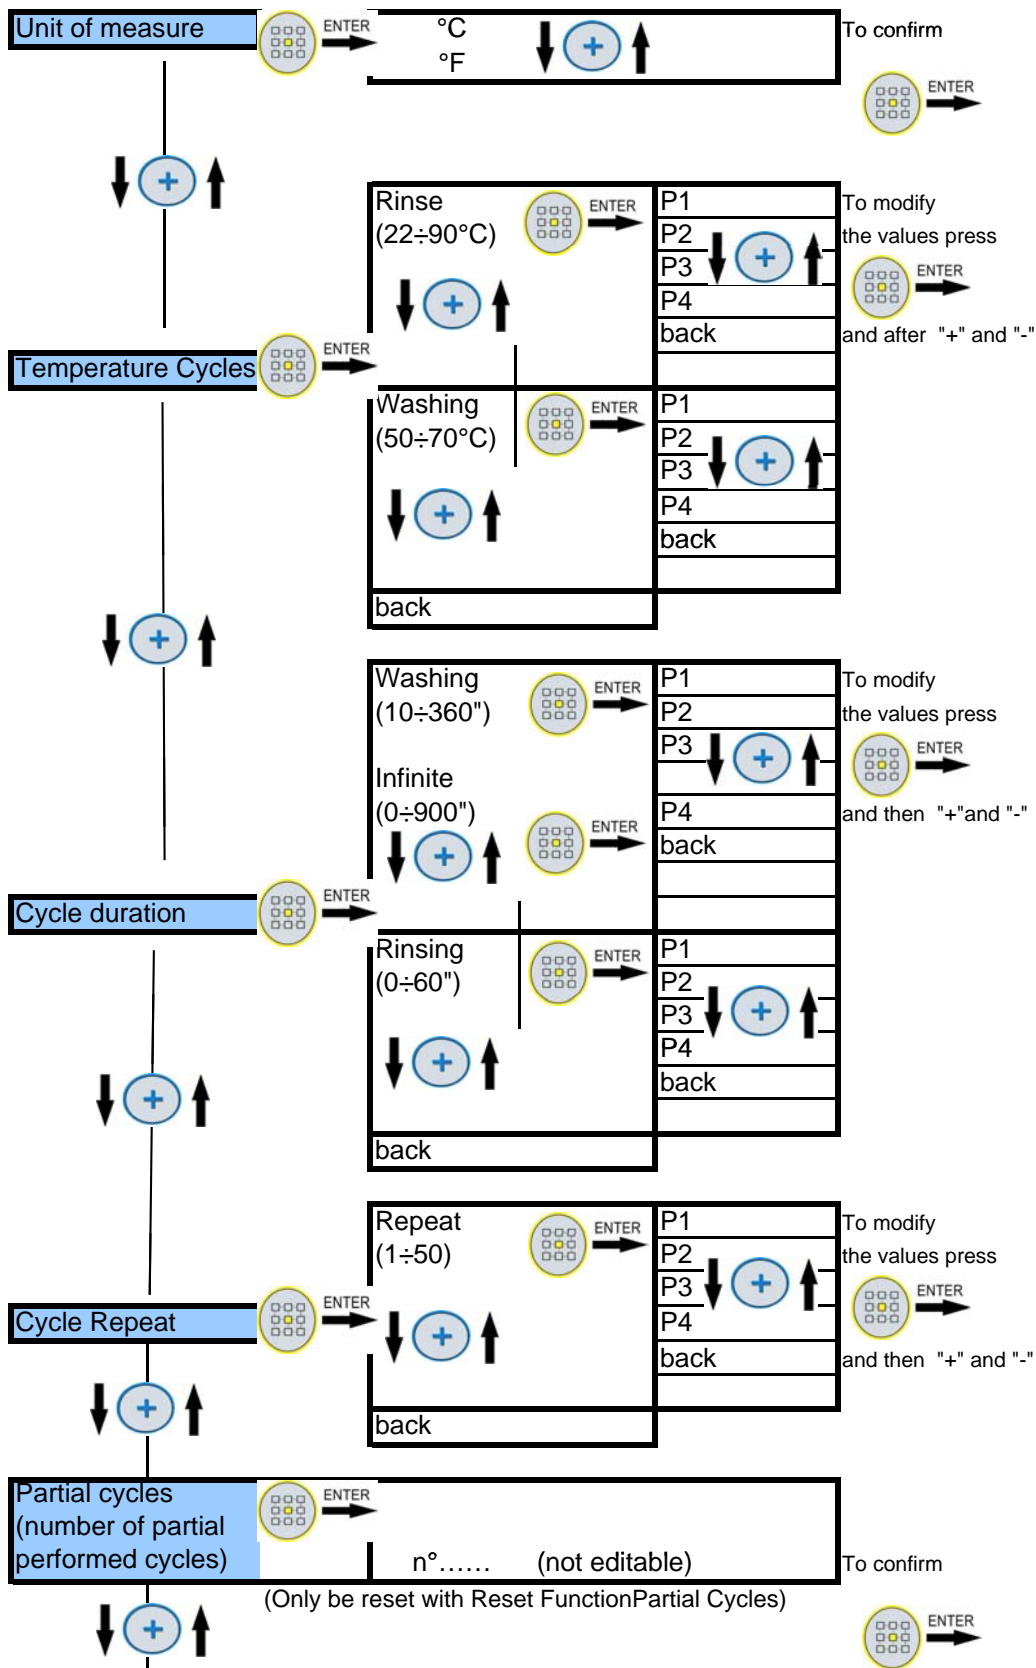 Unit of measure
ENTER
°C
°F
To confirm
ENTER
Rinse
(22÷90°C)
ENTER
P1
P2
P3
P4
back
To modify
the values press
ENTER
and after "+" and "-"
Temperature Cycles
ENTER
Washing
(50÷70°C)
ENTER
P1
P2
P3
P4
back
back
Washing
(10÷360")
ENTER
Infinite
(0÷900")
ENTER
P1
P2
P3
P4
back
To modify
the values press
ENTER
and then "+"and "-"
Cycle duration
ENTER
Rinsing
(0÷60")
ENTER
P1
P2
P3
P4
back
back
Repeat
(1÷50)
ENTER
P1
P2
P3
P4
back
To modify
the values press
ENTER
and then "+" and "-"
Cycle Repeat
ENTER
back
Partial cycles
(number of partial
performed cycles)
ENTER
n°...... (not editable)
To confirm
(Only be reset with Reset FunctionPartial Cycles)
ENTER